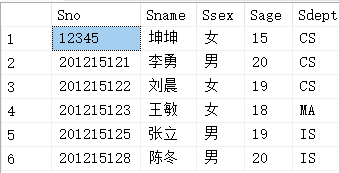 Sno Sname Ssex Sage Sdept
1 12345 坤坤 女 15 CS
2 201215121 李勇 男 20 CS
3 201215122 刘晨 女 19 CS
4 201215123 王敏 女 18 MA
5 201215125 张立 男 19 IS
6 201215128 陈冬 男 20 IS